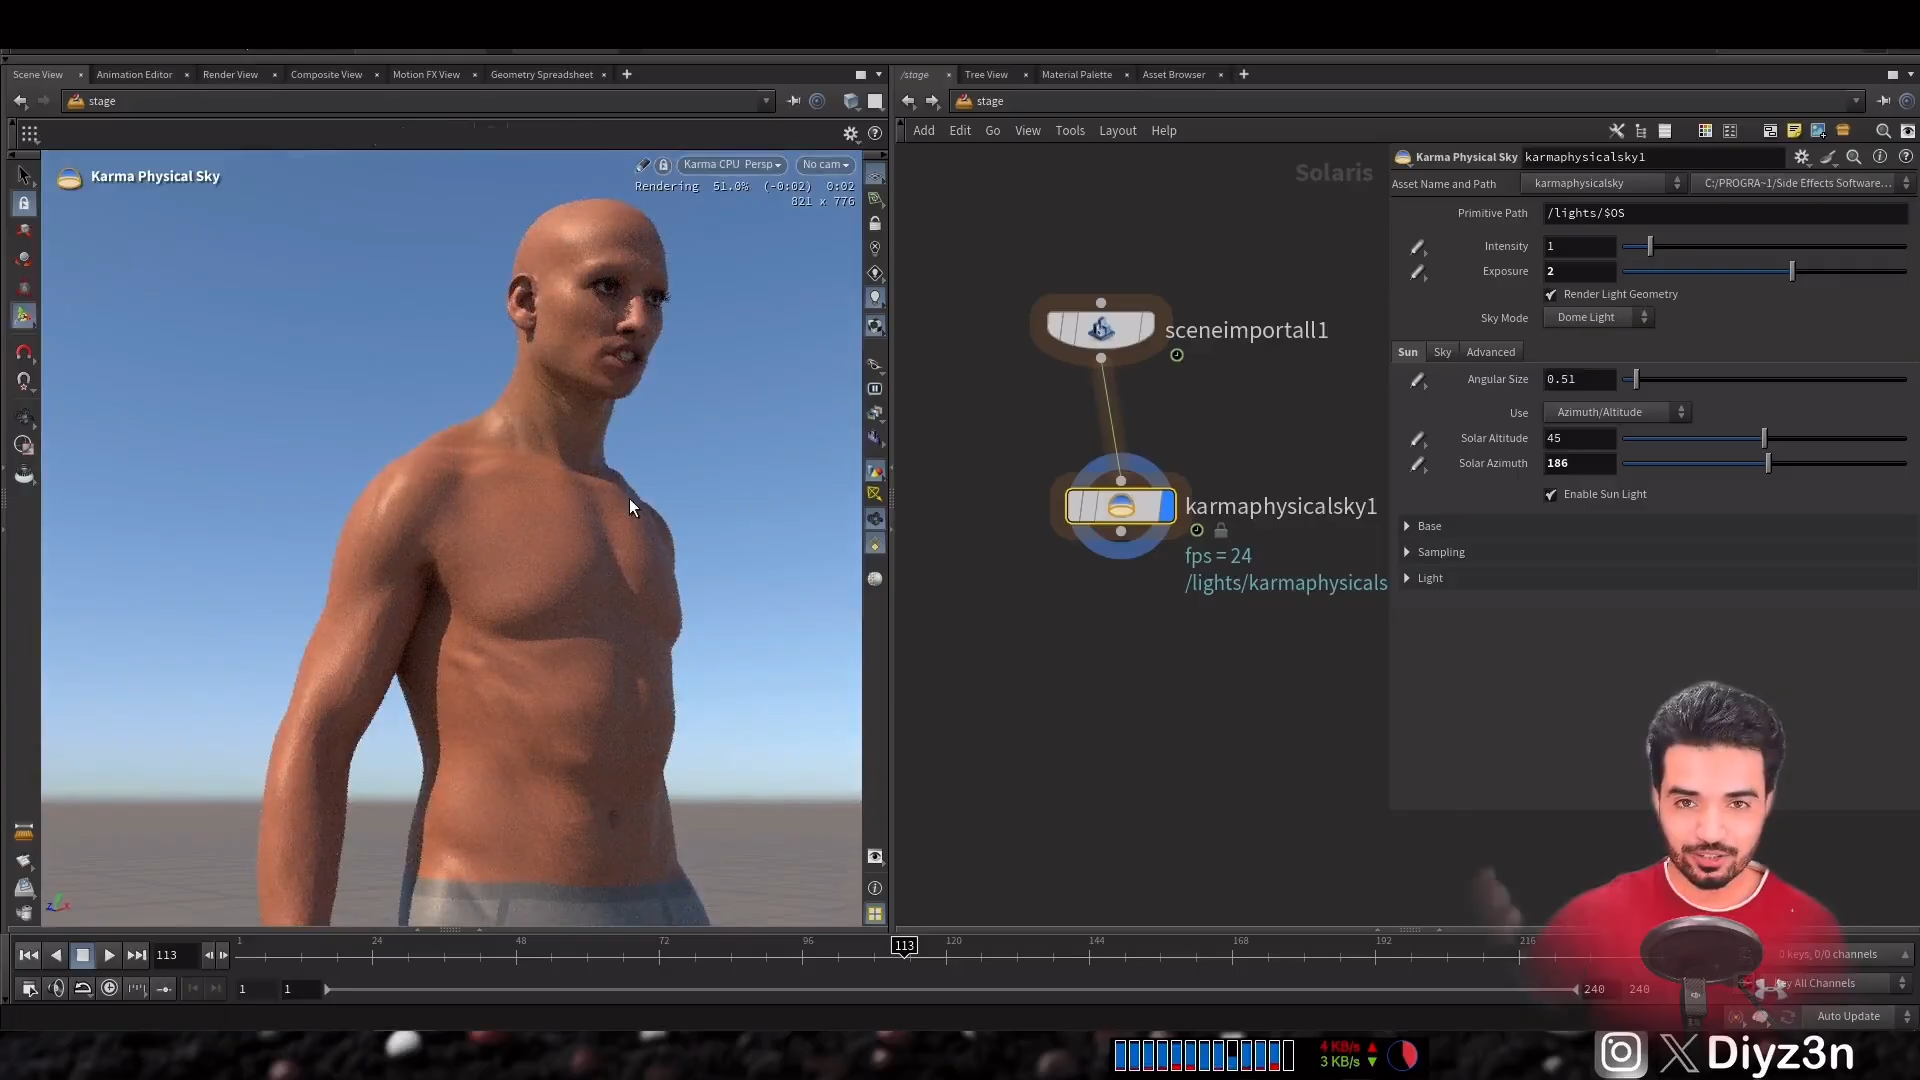 Scene View
Animation Editor
Render View
Composite View
Motion FX View
Geometry Spreadsheet
/stage
Tree View
Material Palette
Asset Browser
stage
stage
Add Edit Go View Tools Layout Help
Karma Physical Sky
Karma CPU Persp
No cam
Rendering 51.0% (-0:02) 0:02
821 x 776
Solaris
sceneimportall1
karmaphysicalsky1
fps = 24
/lights/karmaphysicals
Karma Physical Sky karmaphysicalsky1
Asset Name and Path karmaphysicalsky C:/PROGRA~1/Side Effects Software...
Primitive Path /lights/$OS
Intensity 1
Exposure 2
Render Light Geometry
Sky Mode Dome Light
Sun Sky Advanced
Angular Size 0.51
Use Azimuth/Altitude
Solar Altitude 45
Solar Azimuth 186
Enable Sun Light
Base
Sampling
Light
z x
113
1 24 48 72 96 113 120 144 168 192 216
0 keys, 0/0 channels
1 1 240 240
Key All Channels
Auto Update
4 KB/s
3 KB/s
Diyz3n